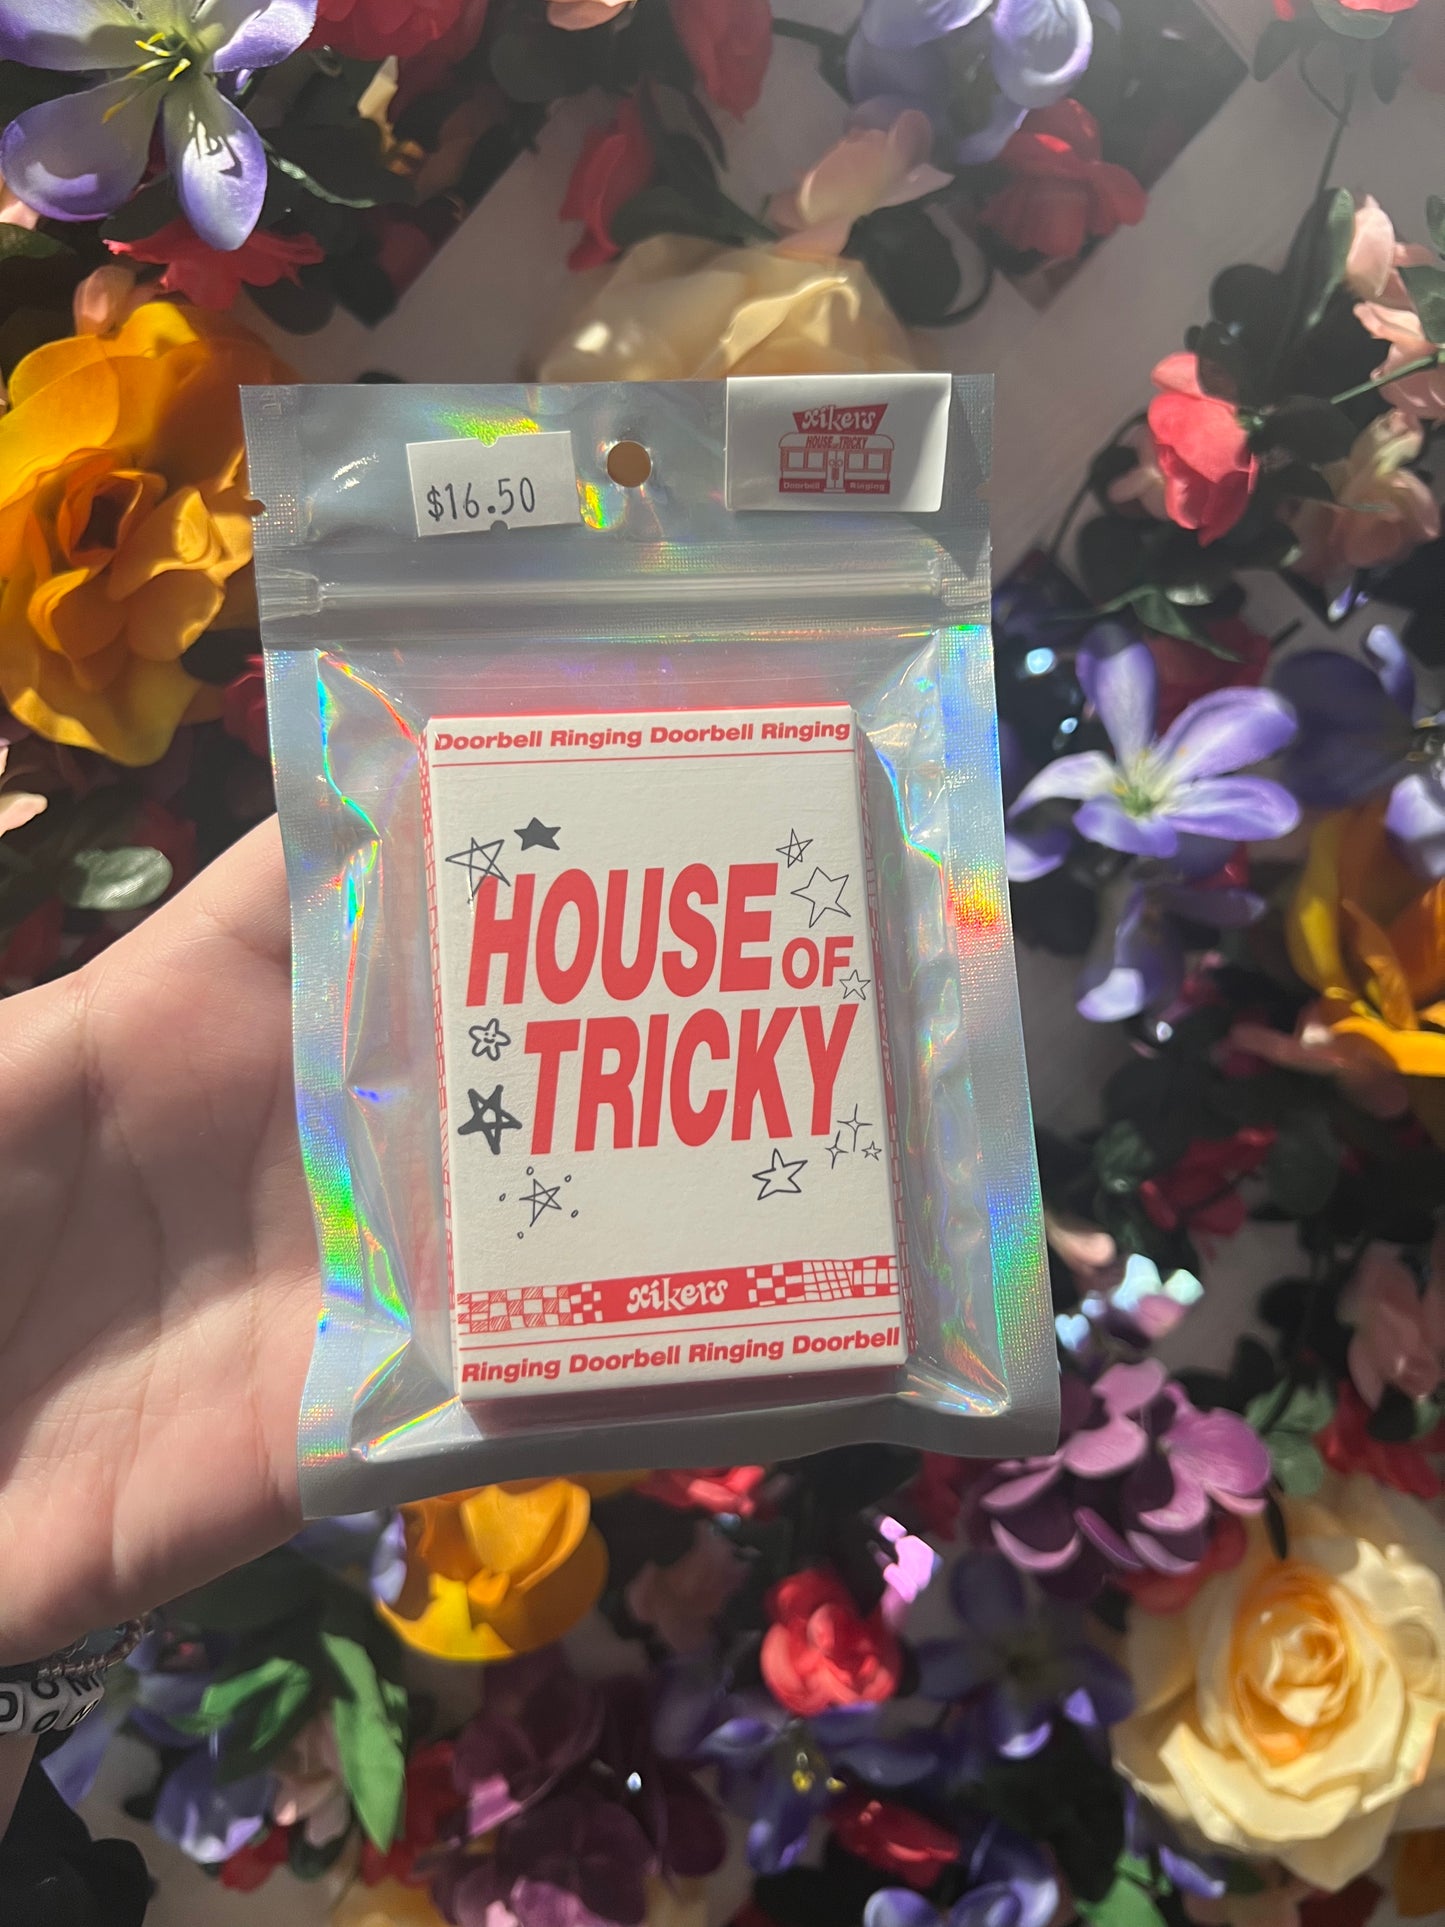 $16.50
xikers
HOUSE OF TRICKY
Doorbell Ringing
Doorbell Ringing Doorbell Ringing
HOUSE OF
TRICKY
xikers
Ringing Doorbell Ringing Doorbell